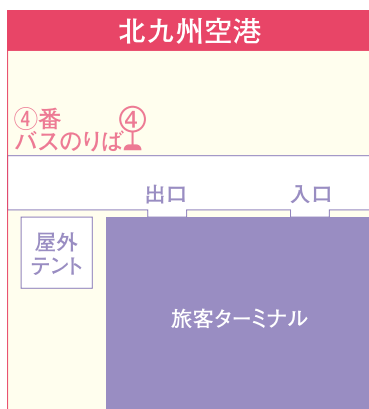 北九州空港
④番
バスのりば
④
出口
入口
屋外
テント
旅客ターミナル